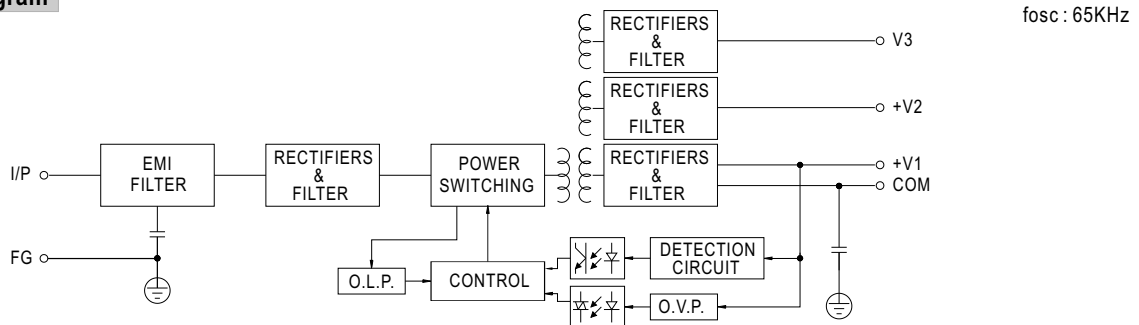 fosc : 65KHz
RECTIFIERS
&
FILTER
V3
RECTIFIERS
&
FILTER
+V2
I/P
EMI
FILTER
RECTIFIERS
&
FILTER
POWER
SWITCHING
RECTIFIERS
&
FILTER
+V1
COM
FG
O.L.P.
CONTROL
DETECTION
CIRCUIT
O.V.P.